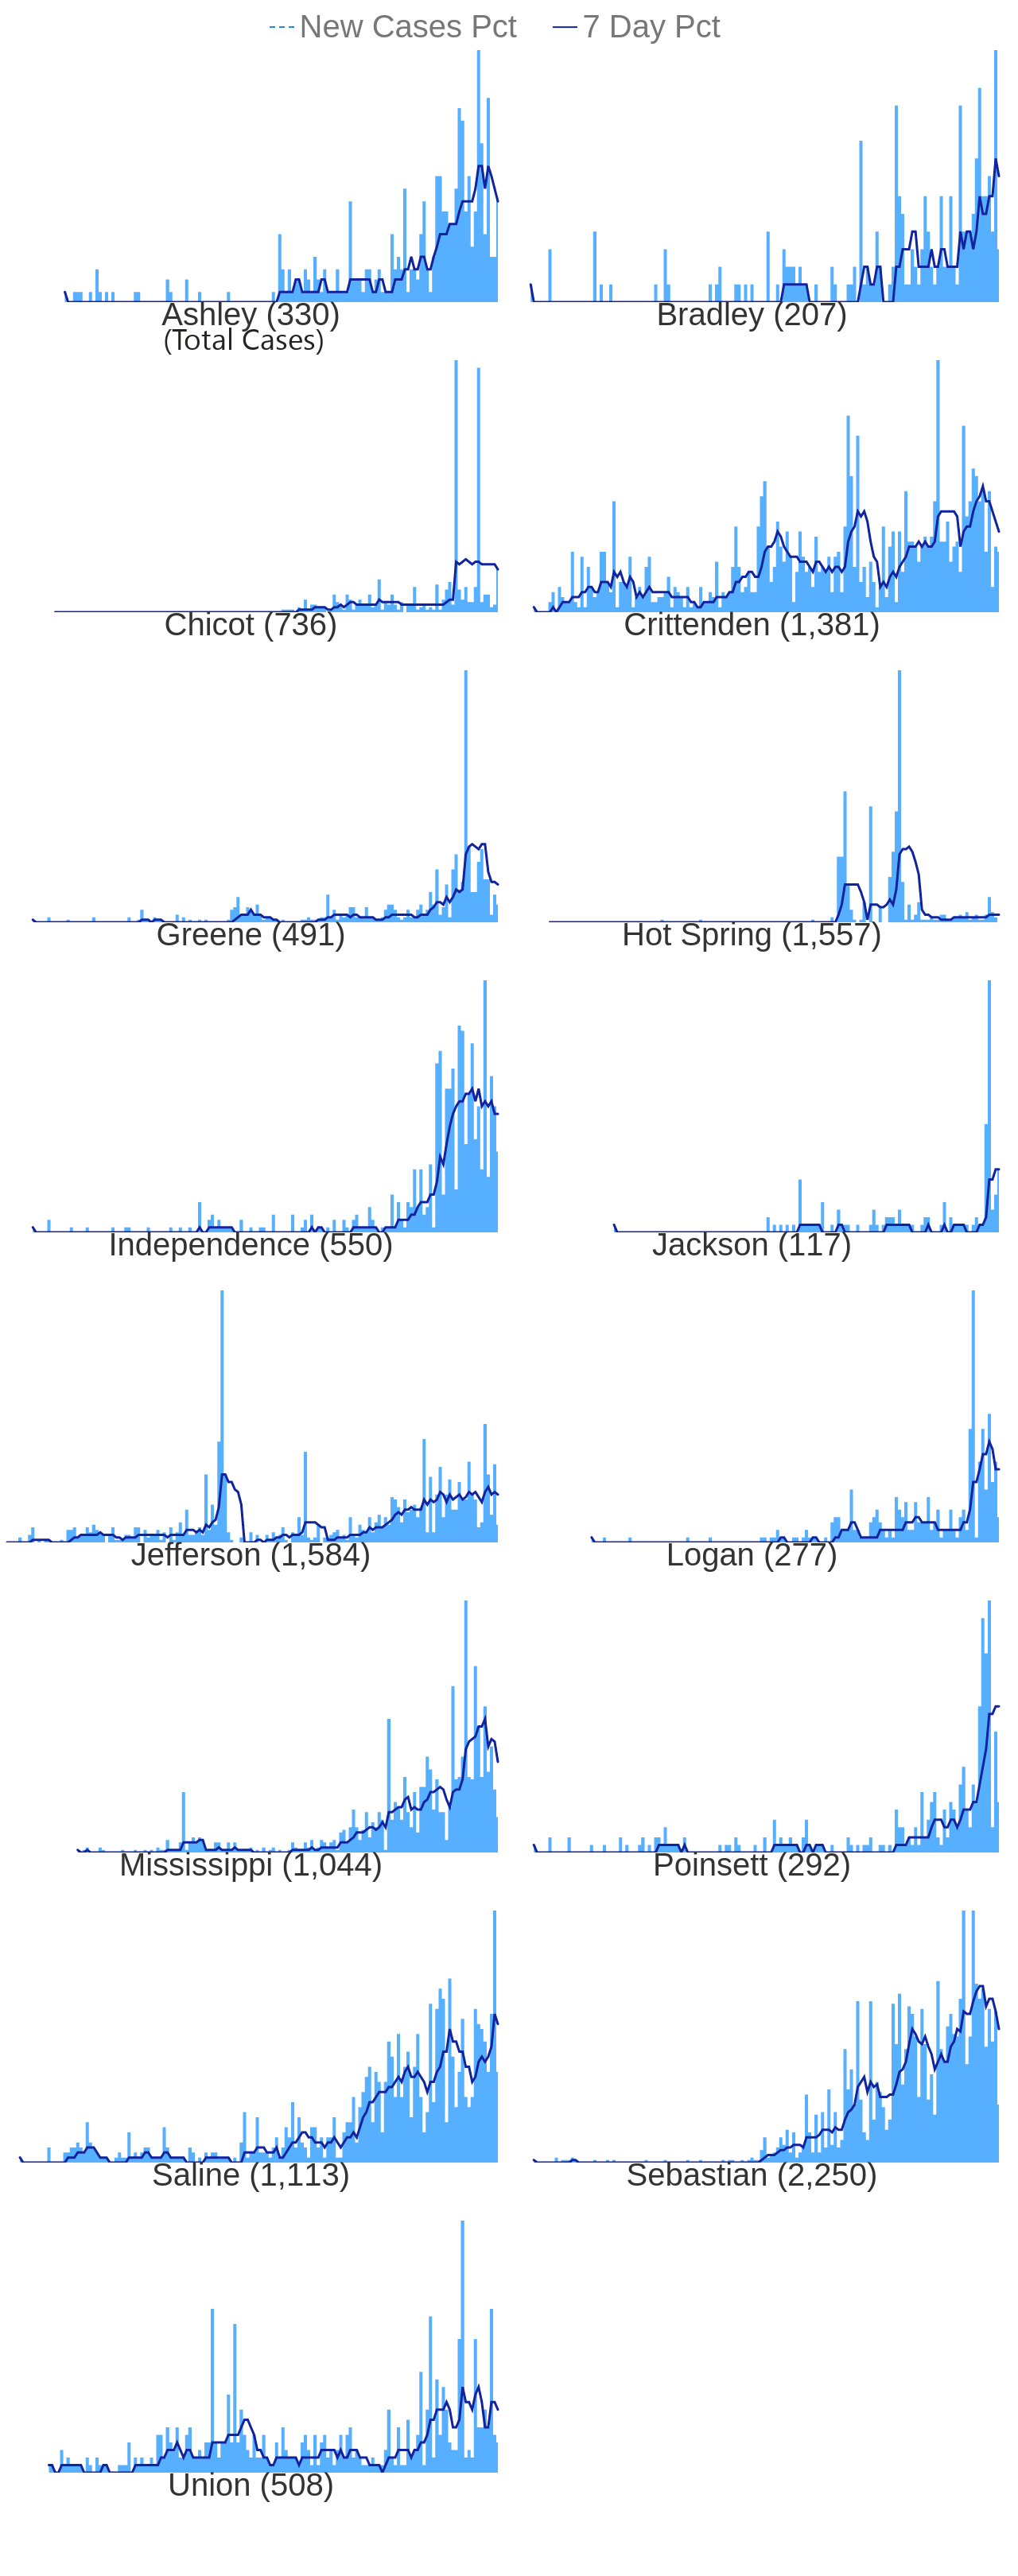 New Cases Pct 7 Day Pct
Ashley (330) Bradley (207)
(Total Cases)
Chicot (736) Crittenden (1,381)
Greene (491) Hot Spring (1,557)
Independence (550) Jackson (117)
Jefferson (1,584) Logan (277)
Mississippi (1,044) Poinsett (292)
Saline (1,113) Sebastian (2,250)
Union (508)